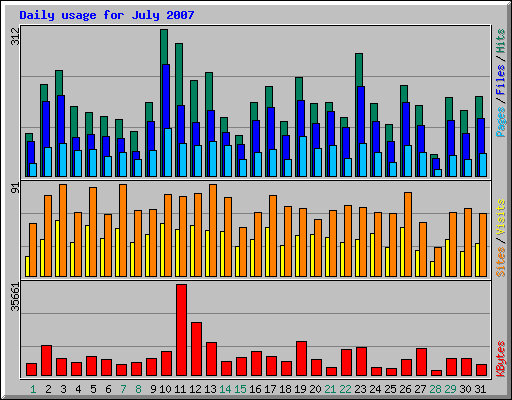 Daily usage for July 2007
312
Pages / Files / Hits
91
Sites / Visits
35661
KBytes
1 2 3 4 5 6 7 8 9 10 11 12 13 14 15 16 17 18 19 20 21 22 23 24 25 26 27 28 29 30 31